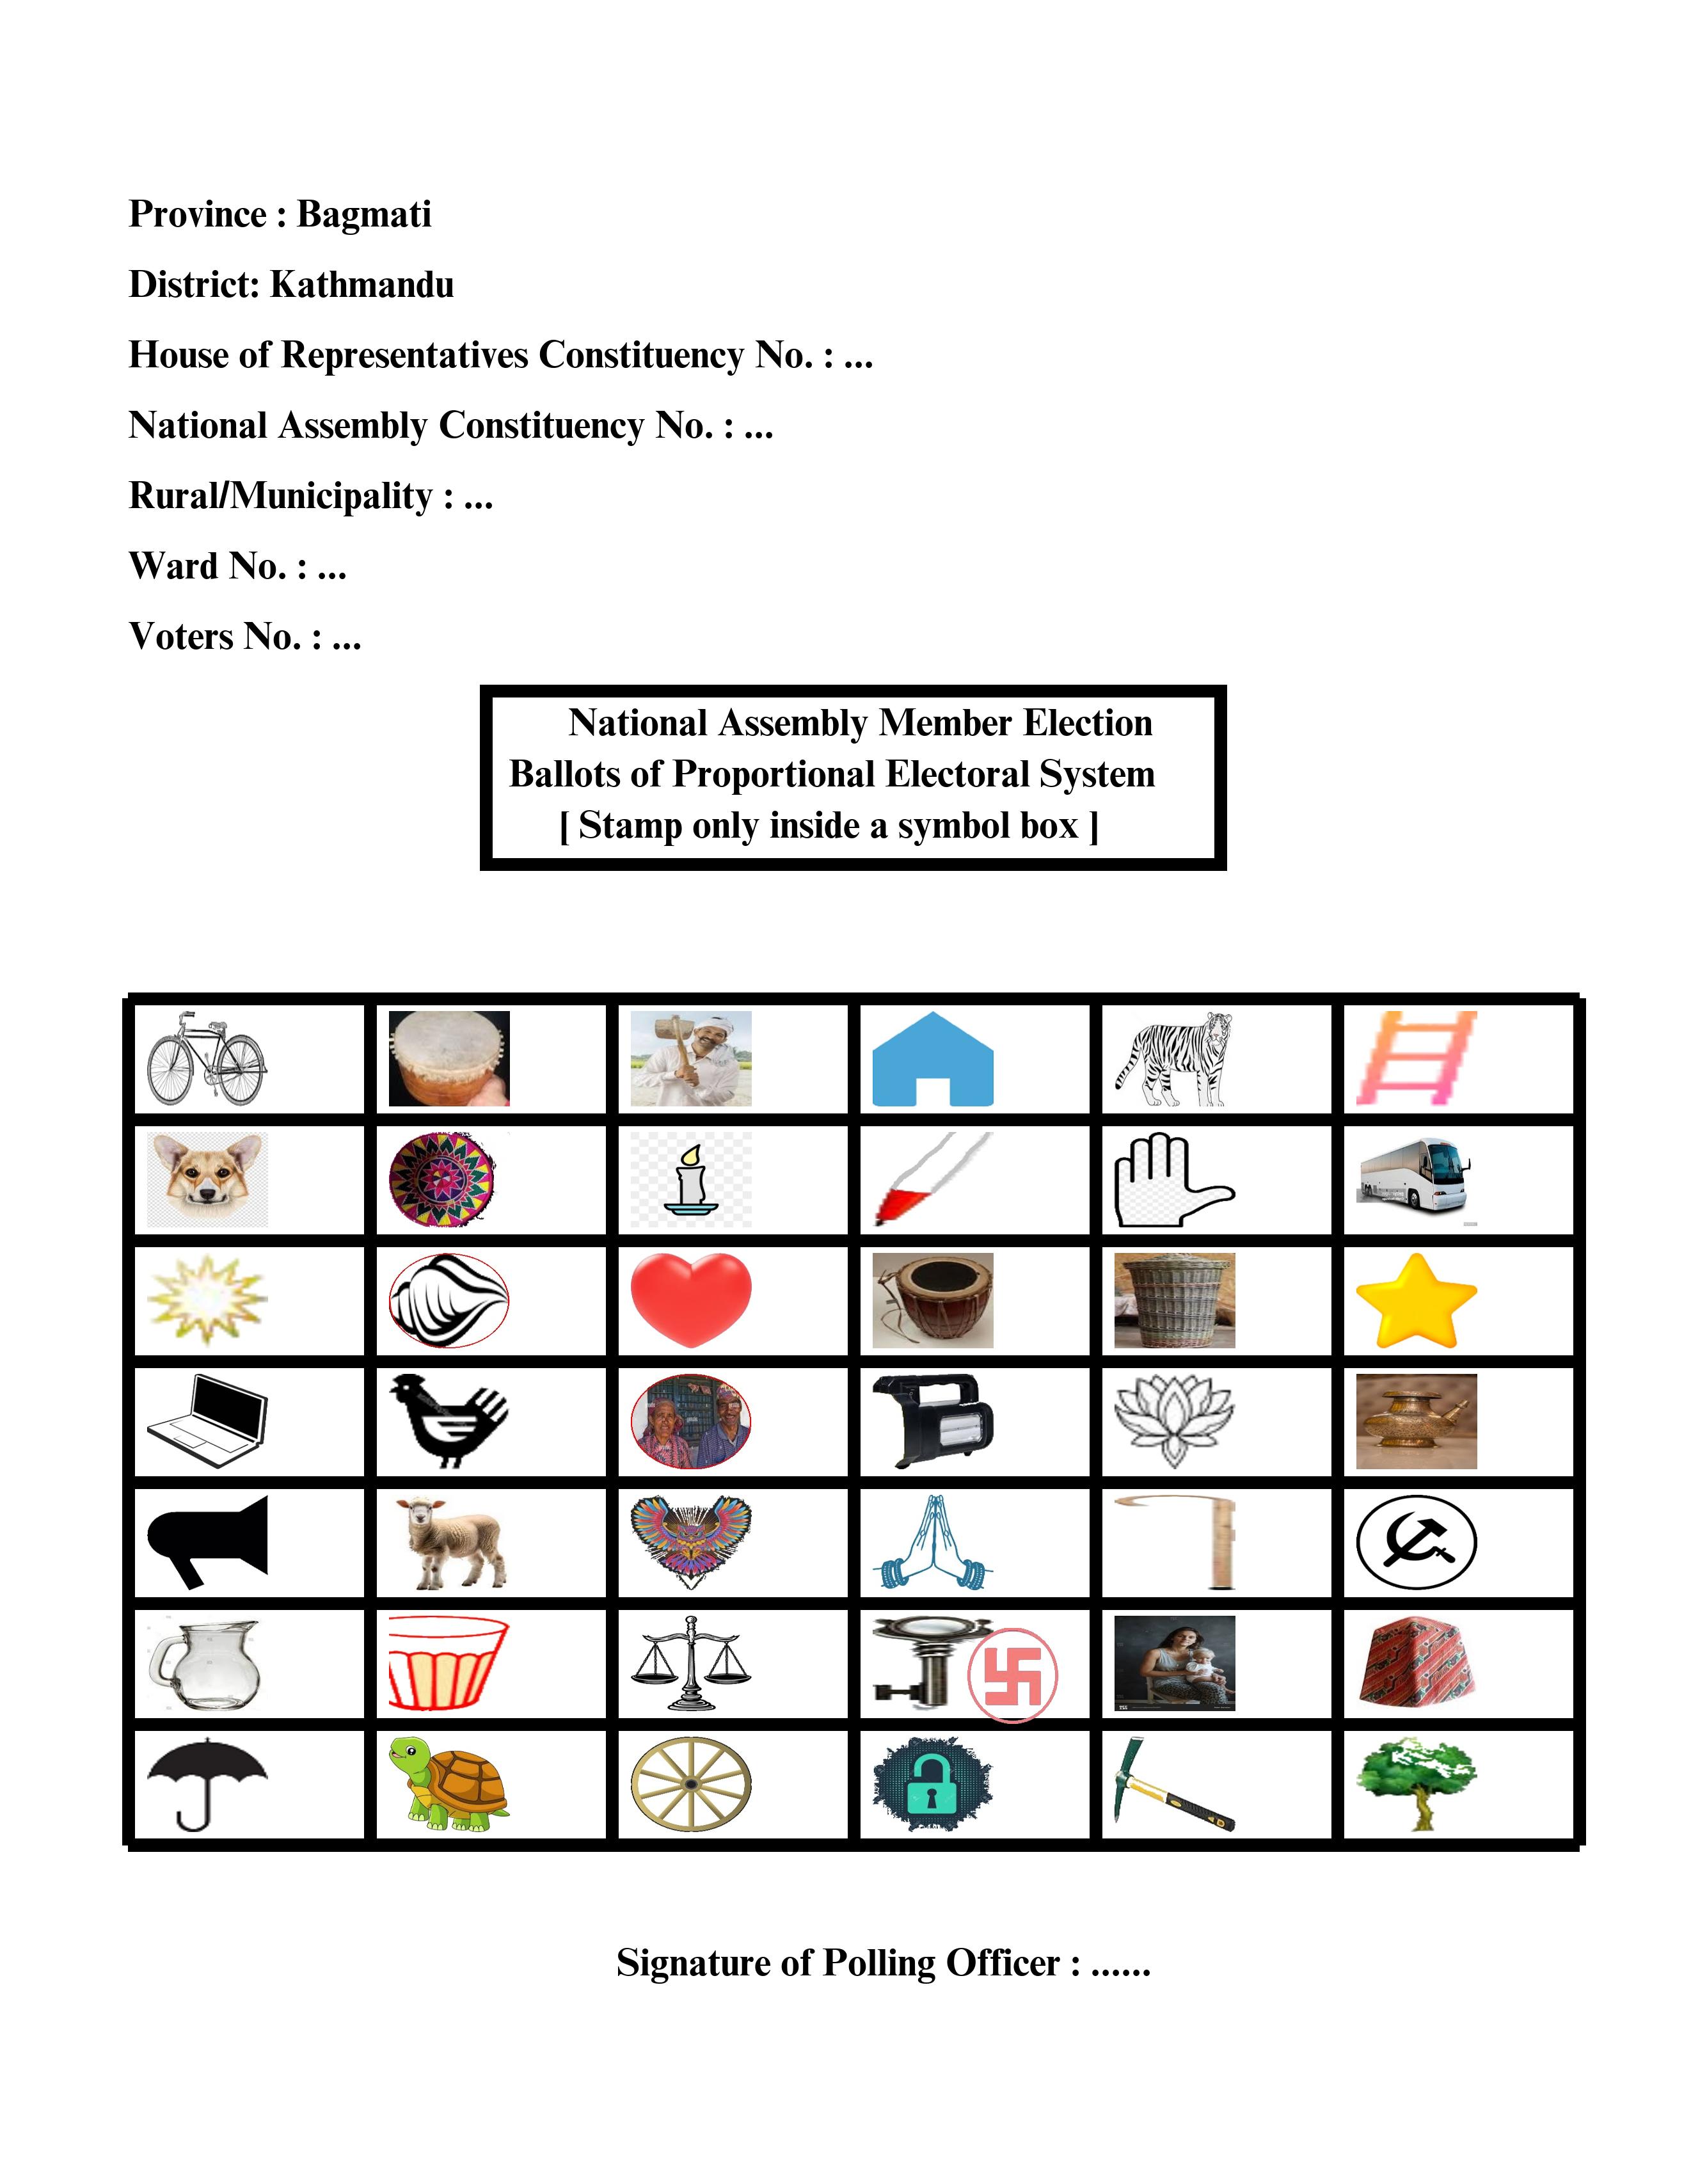 Province : Bagmati
District: Kathmandu
House of Representatives Constituency No. : ...
National Assembly Constituency No. : ...
Rural/Municipality : ...
Ward No. : ...
Voters No. : ...
National Assembly Member Election
Ballots of Proportional Electoral System
[ Stamp only inside a symbol box ]
Signature of Polling Officer : ......